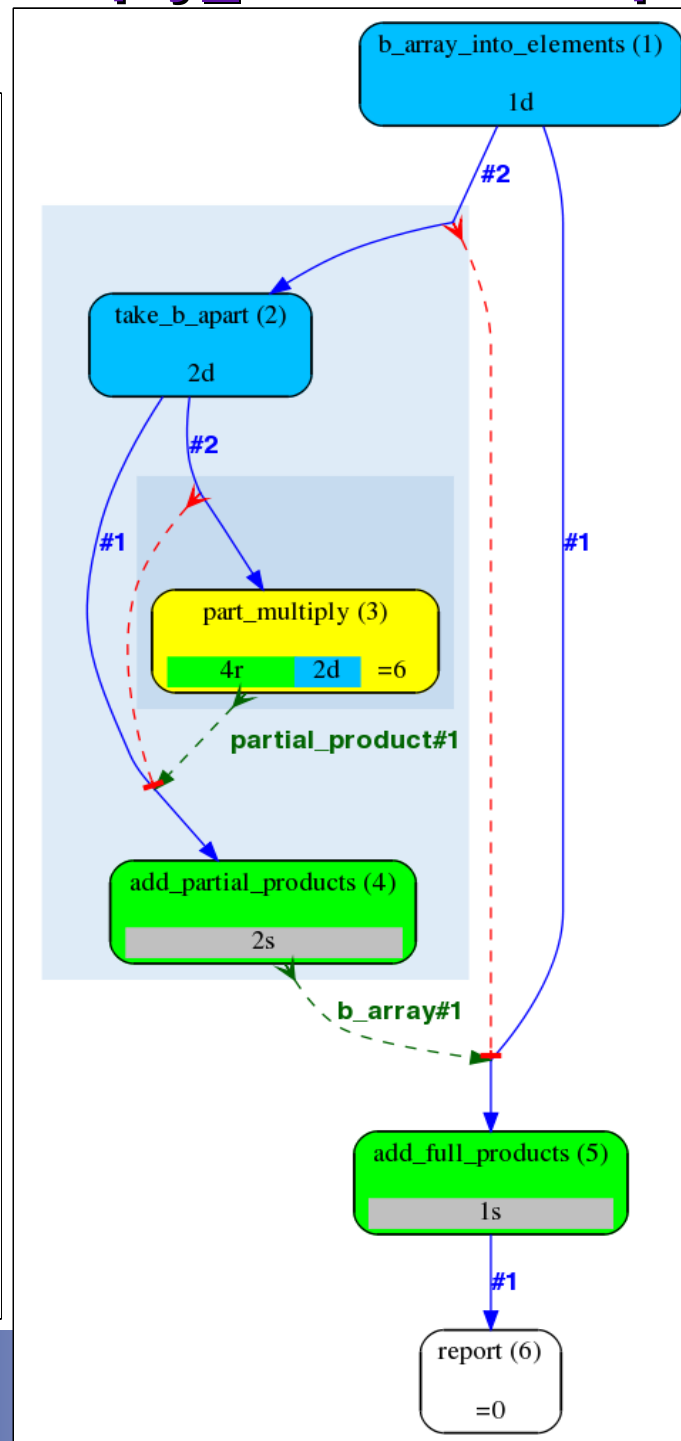 b_array_into_elements (1)
1d
#2
take_b_apart (2)
2d
#2
#1
#1
part_multiply (3)
4r 2d =6
partial_product#1
add_partial_products (4)
2s
b_array#1
add_full_products (5)
1s
#1
report (6)
=0